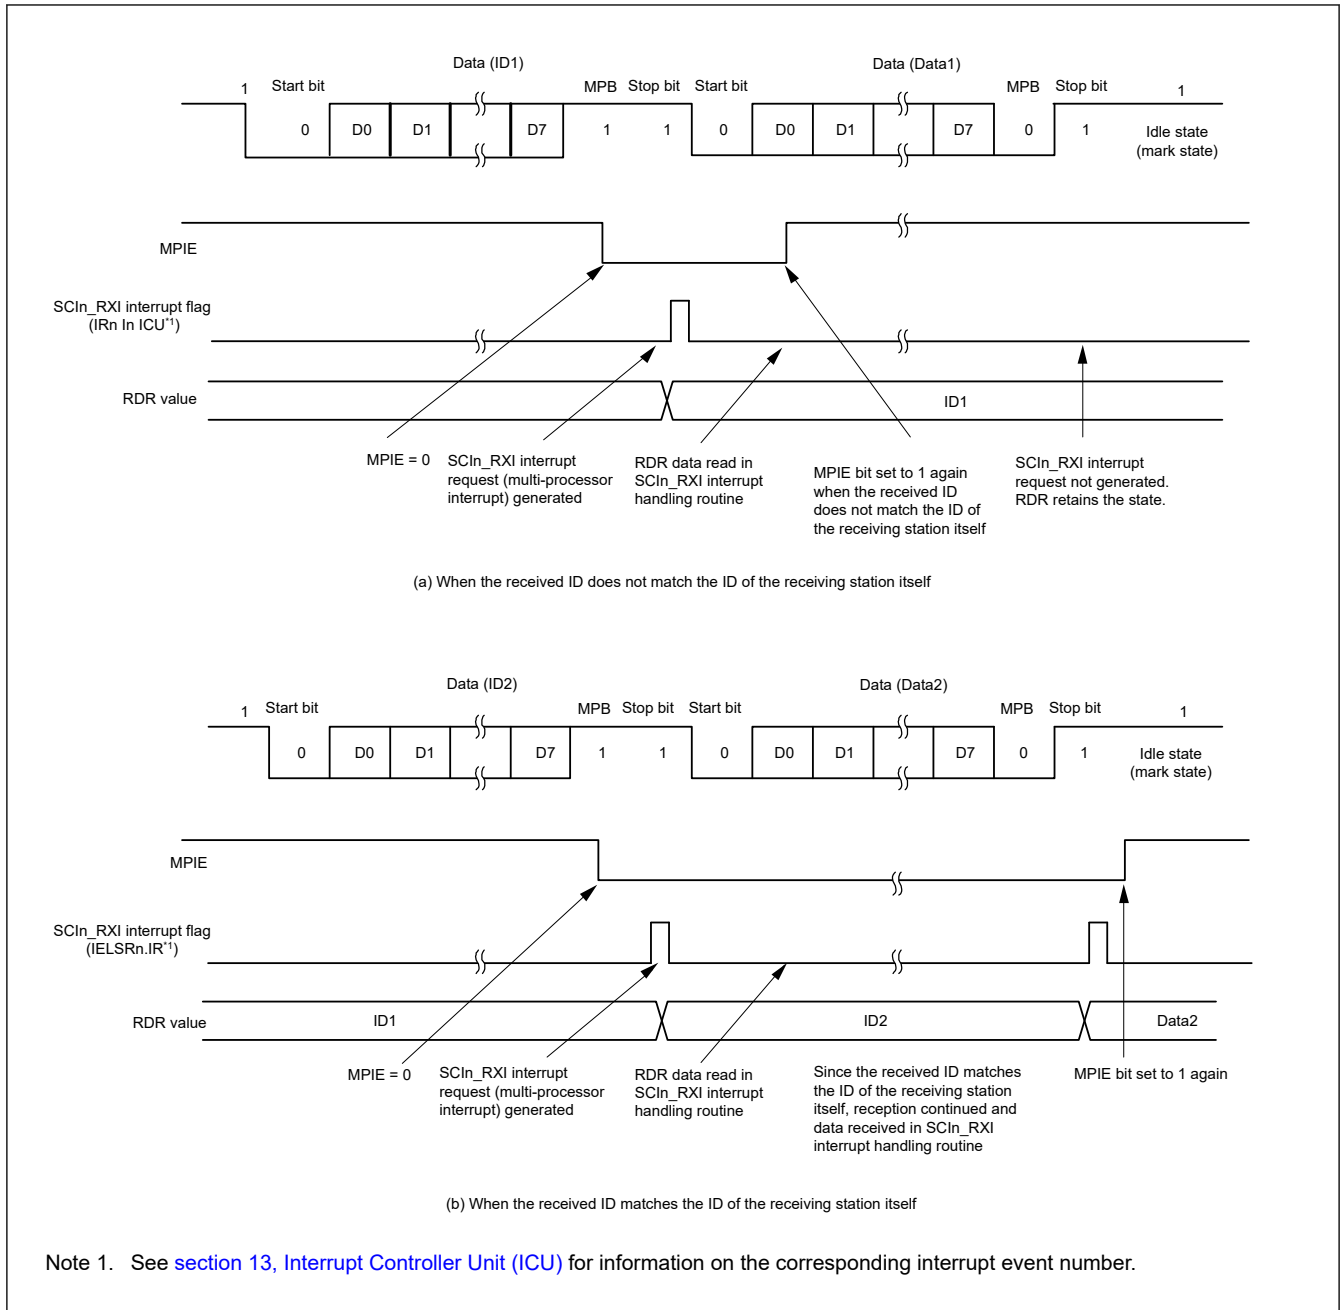 Data (ID1)
Data (Data1)
1 Start bit MPB Stop bit Start bit MPB Stop bit 1
0 D0 D1 D7 1 1 0 D0 D1 D7 0 1 Idle state
(mark state)
MPIE
SCIn_RXI interrupt flag
(IRn In ICU*1)
RDR value
ID1
MPIE = 0
SCIn_RXI interrupt
request (multi-processor
interrupt) generated
RDR data read in
SCIn_RXI interrupt
handling routine
MPIE bit set to 1 again
when the received ID
does not match the ID of
the receiving station itself
SCIn_RXI interrupt
request not generated.
RDR retains the state.
(a) When the received ID does not match the ID of the receiving station itself
Data (ID2)
Data (Data2)
1 Start bit MPB Stop bit Start bit MPB Stop bit 1
0 D0 D1 D7 1 1 0 D0 D1 D7 0 1 Idle state
(mark state)
MPIE
SCIn_RXI interrupt flag
(IELSRn.IR*1)
RDR value
ID1
ID2
Data2
MPIE = 0
SCIn_RXI interrupt
request (multi-processor
interrupt) generated
RDR data read in
SCIn_RXI interrupt
handling routine
Since the received ID matches
the ID of the receiving station
itself, reception continued and
data received in SCIn_RXI
interrupt handling routine
MPIE bit set to 1 again
(b) When the received ID matches the ID of the receiving station itself
Note 1. See section 13, Interrupt Controller Unit (ICU) for information on the corresponding interrupt event number.